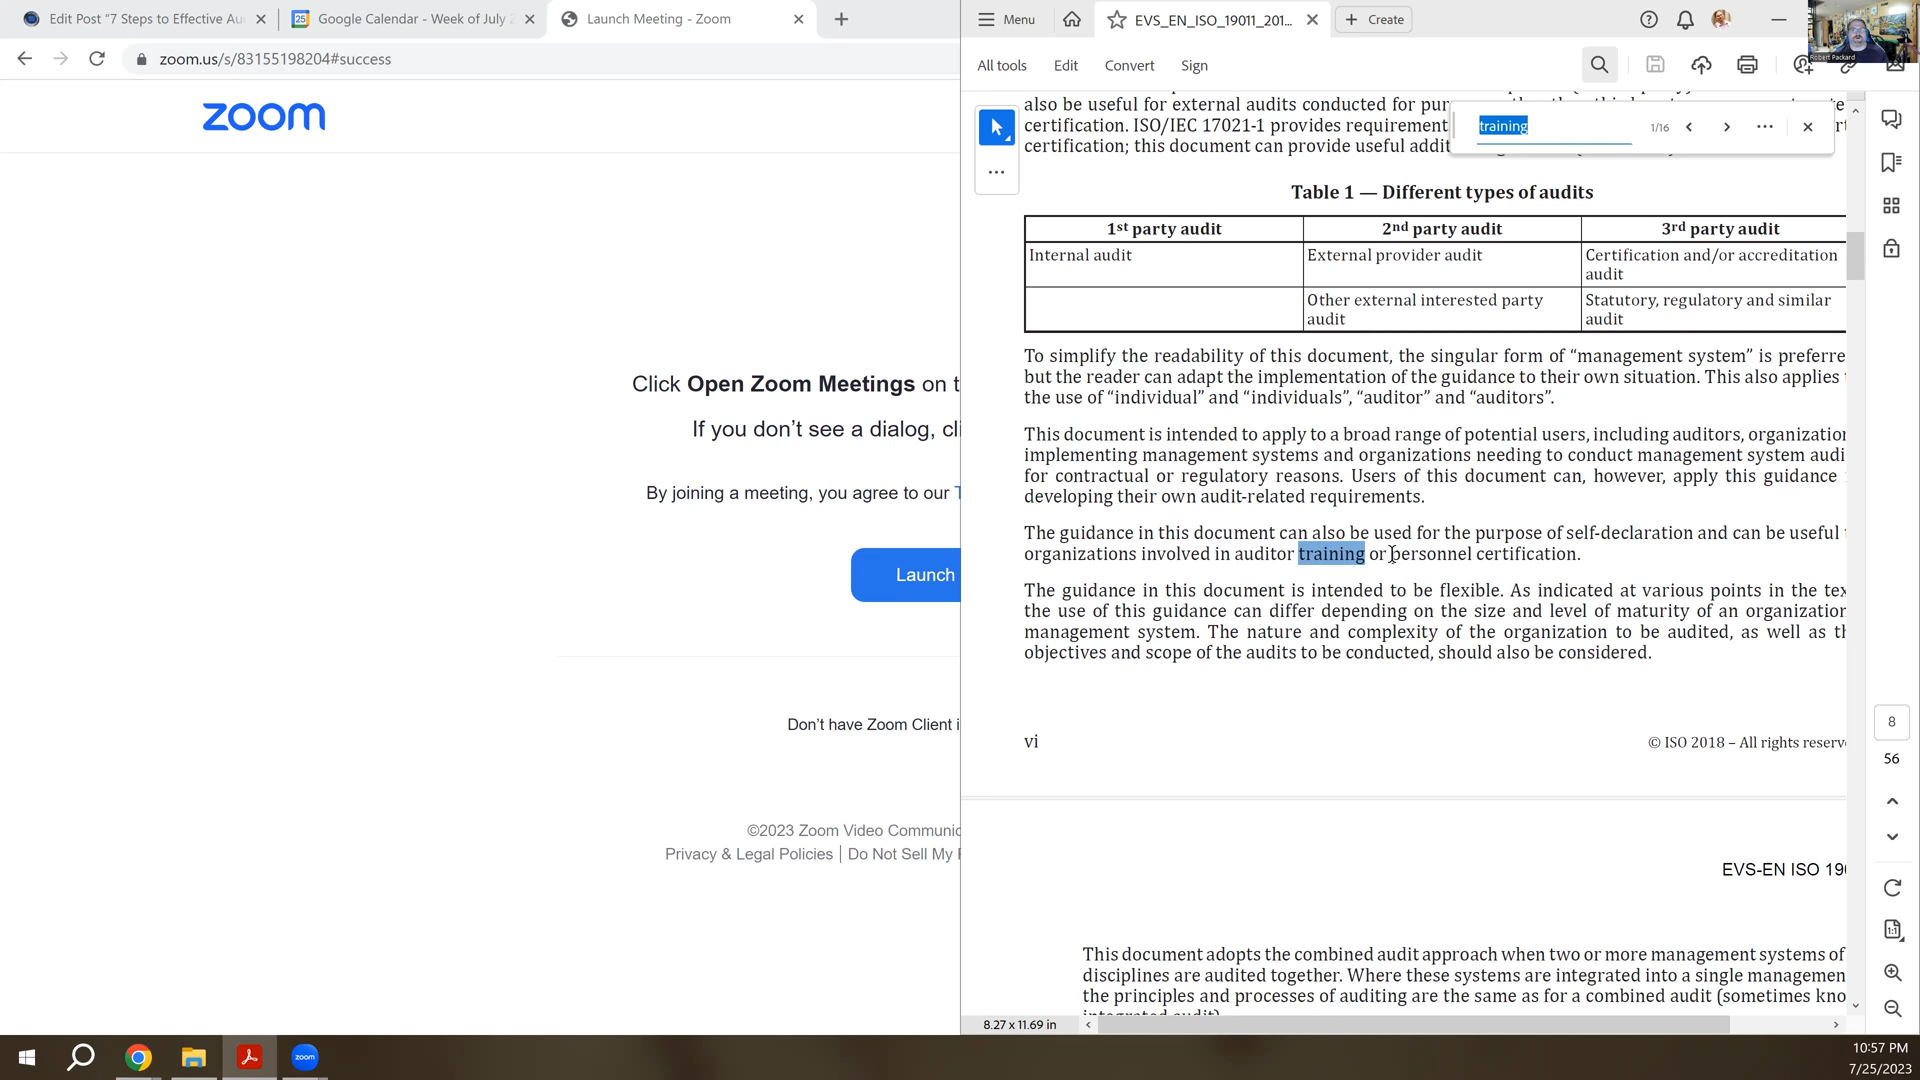 Edit Post "7 Steps to Effective Au
Google Calendar - Week of July 2
Launch Meeting - Zoom
zoom.us/s/83155198204#success
zoom
Click Open Zoom Meetings on t
If you don't see a dialog, cli
By joining a meeting, you agree to our T
Launch
Don't have Zoom Client i
©2023 Zoom Video Communic
Privacy & Legal Policies | Do Not Sell My P
Menu
EVS_EN_ISO_19011_201...
Create
Robert Packard
All tools
Edit
Convert
Sign
training
1/16
also be useful for external audits conducted for
certification. ISO/IEC 17021-1 provides requirement
certification; this document can provide useful
Table 1 — Different types of audits
1st party audit 2nd party audit 3rd party audit
Internal audit External provider audit Certification and/or accreditation
audit
Other external interested party Statutory, regulatory and similar
audit audit
To simplify the readability of this document, the singular form of “management system” is preferre
but the reader can adapt the implementation of the guidance to their own situation. This also applies
the use of “individual” and “individuals”, “auditor” and “auditors”.
This document is intended to apply to a broad range of potential users, including auditors, organization
implementing management systems and organizations needing to conduct management system audi
for contractual or regulatory reasons. Users of this document can, however, apply this guidance
developing their own audit-related requirements.
The guidance in this document can also be used for the purpose of self-declaration and can be useful
organizations involved in auditor training or personnel certification.
The guidance in this document is intended to be flexible. As indicated at various points in the tex
the use of this guidance can differ depending on the size and level of maturity of an organization
management system. The nature and complexity of the organization to be audited, as well as th
objectives and scope of the audits to be conducted, should also be considered.
vi
© ISO 2018 – All rights reserve
EVS-EN ISO 190
This document adopts the combined audit approach when two or more management systems of
disciplines are audited together. Where these systems are integrated into a single managemen
the principles and processes of auditing are the same as for a combined audit (sometimes kno
integrated audit).
8
56
8.27 x 11.69 in
zoom
10:57 PM
7/25/2023